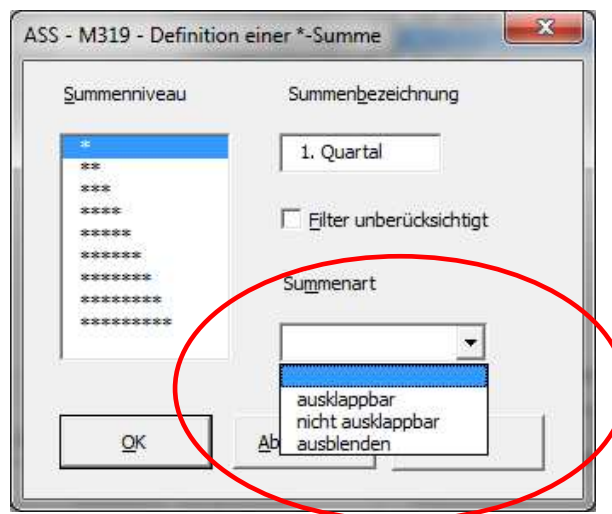 ASS - M319 - Definition einer *-Summe
Summenniveau
Summenbezeichnung
*
**
***
****
*****
******
*******
********
*********
1. Quartal
Filter unberücksichtigt
Summenart
ausklappbar
nicht ausklappbar
ausblenden
OK
Ab